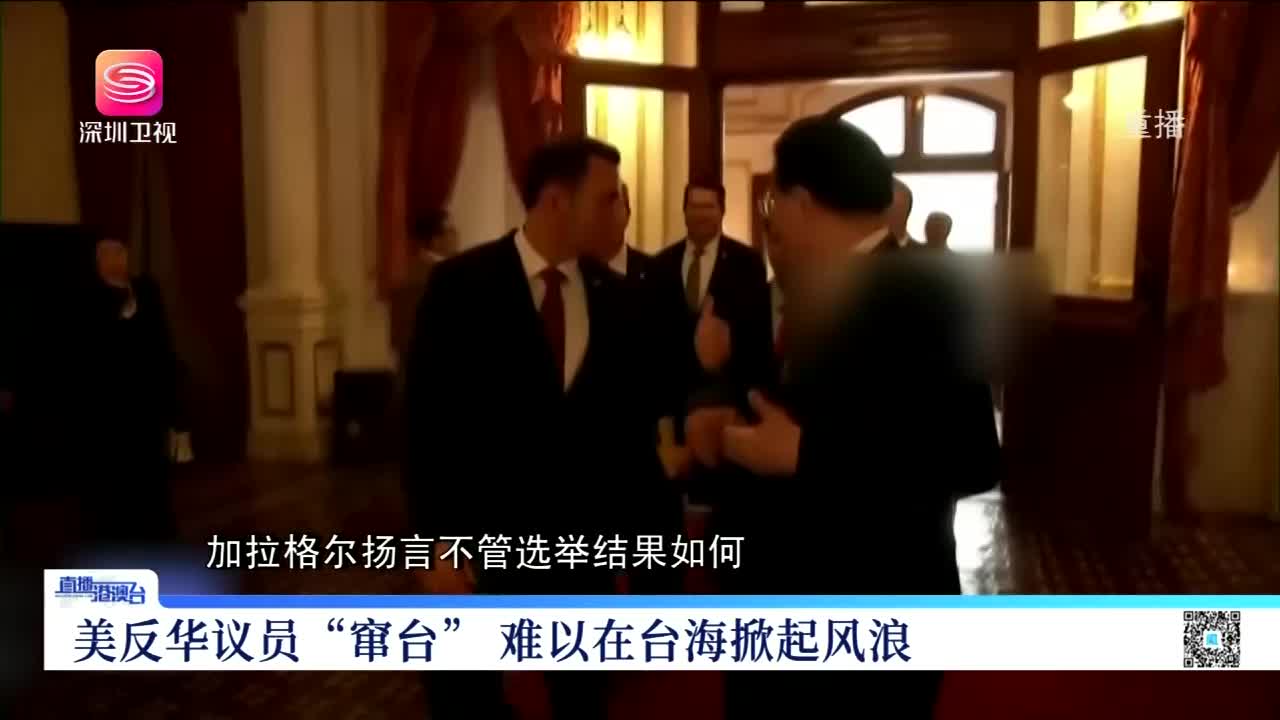 深圳卫视
重播
加拉格尔扬言不管选举结果如何
直播港澳台
美反华议员“窜台” 难以在台海掀起风浪